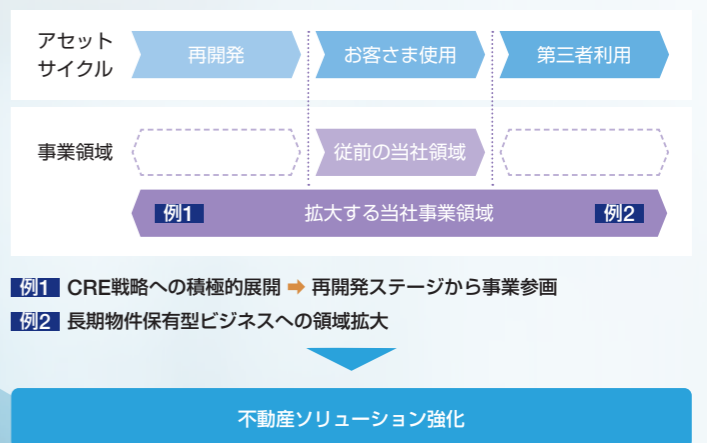 アセット
サイクル
再開発
お客さま使用
第三者利用
事業領域
従前の当社領域
例1
拡大する当社事業領域
例2
例1 CRE戦略への積極的展開 ➡ 再開発ステージから事業参画
例2 長期物件保有型ビジネスへの領域拡大
不動産ソリューション強化